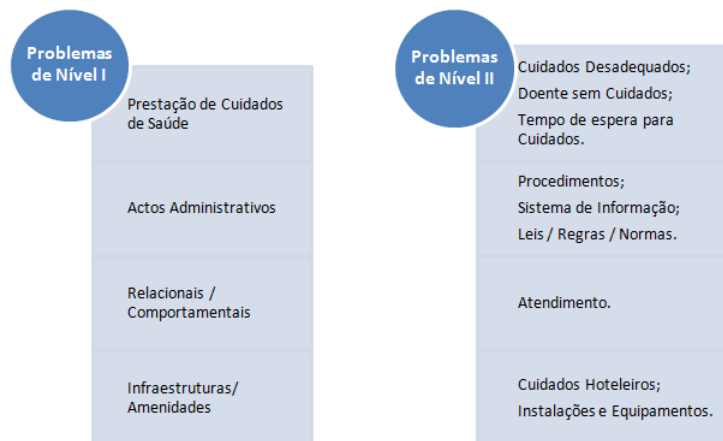 Problemas
de Nível I
Prestação de Cuidados
de Saúde
Actos Administrativos
Relacionais /
Comportamentais
Infraestruturas/
Amenidades
Problemas
de Nível II
Cuidados Desadequados;
Doente sem Cuidados;
Tempo de espera para
Cuidados.
Procedimentos;
Sistema de Informação;
Leis / Regras / Normas.
Atendimento.
Cuidados Hoteleiros;
Instalações e Equipamentos.